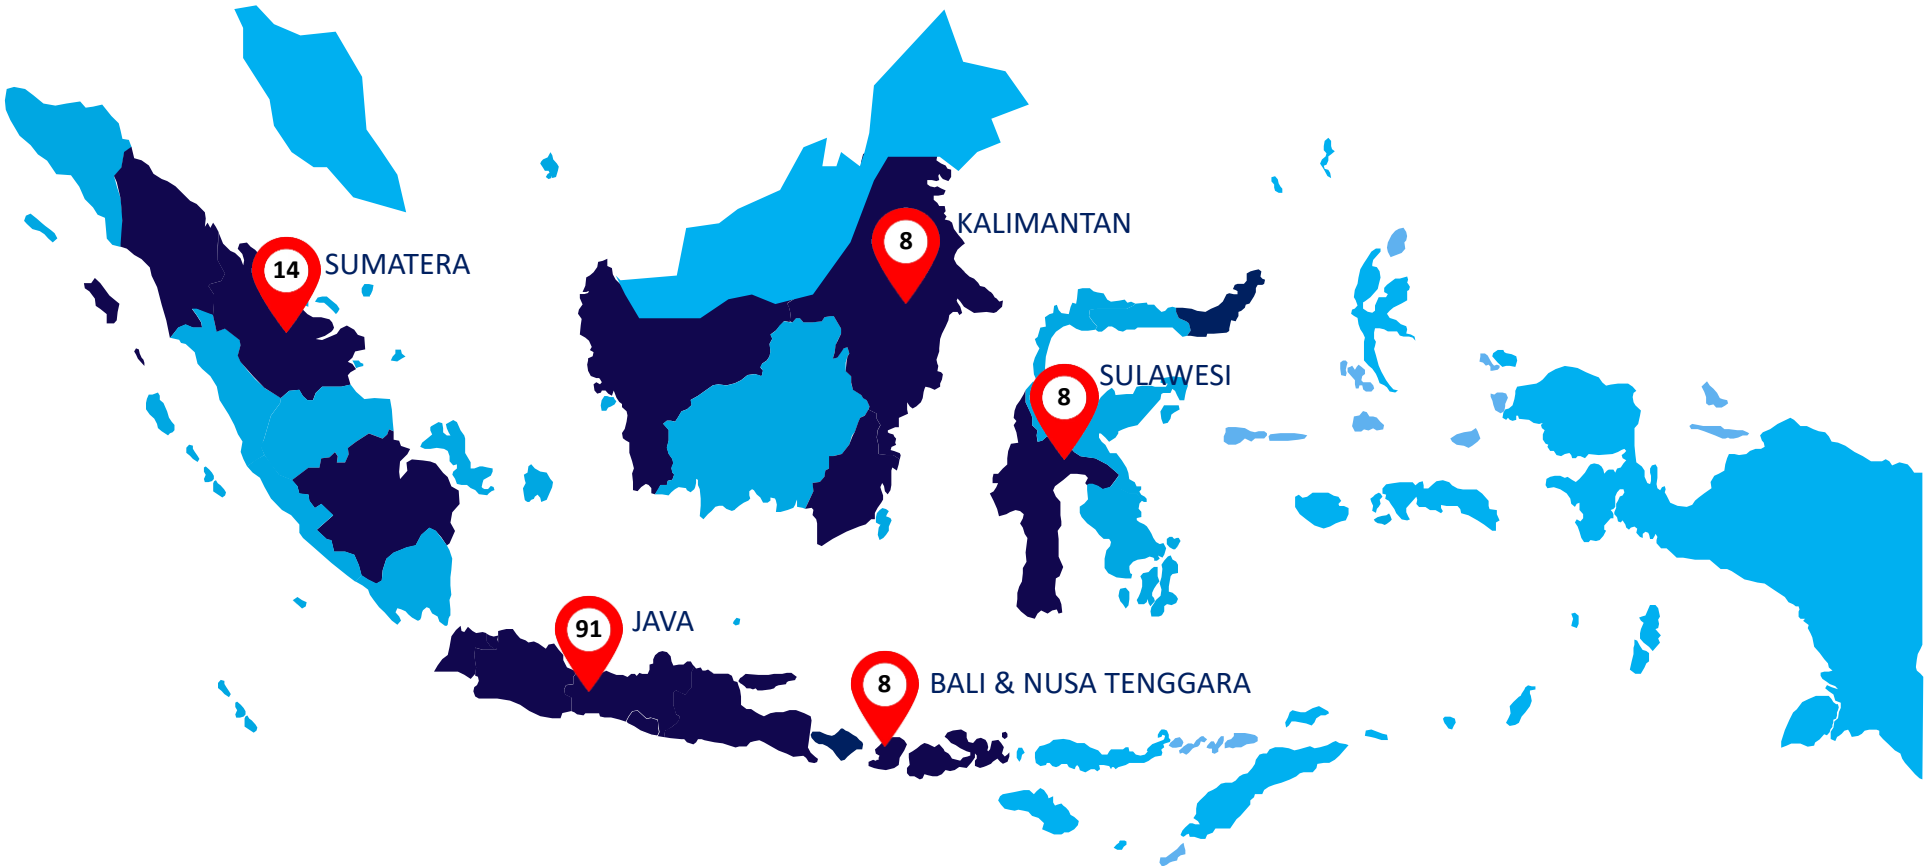 8
KALIMANTAN
14
SUMATERA
8
SULAWESI
91
JAVA
8
BALI & NUSA TENGGARA